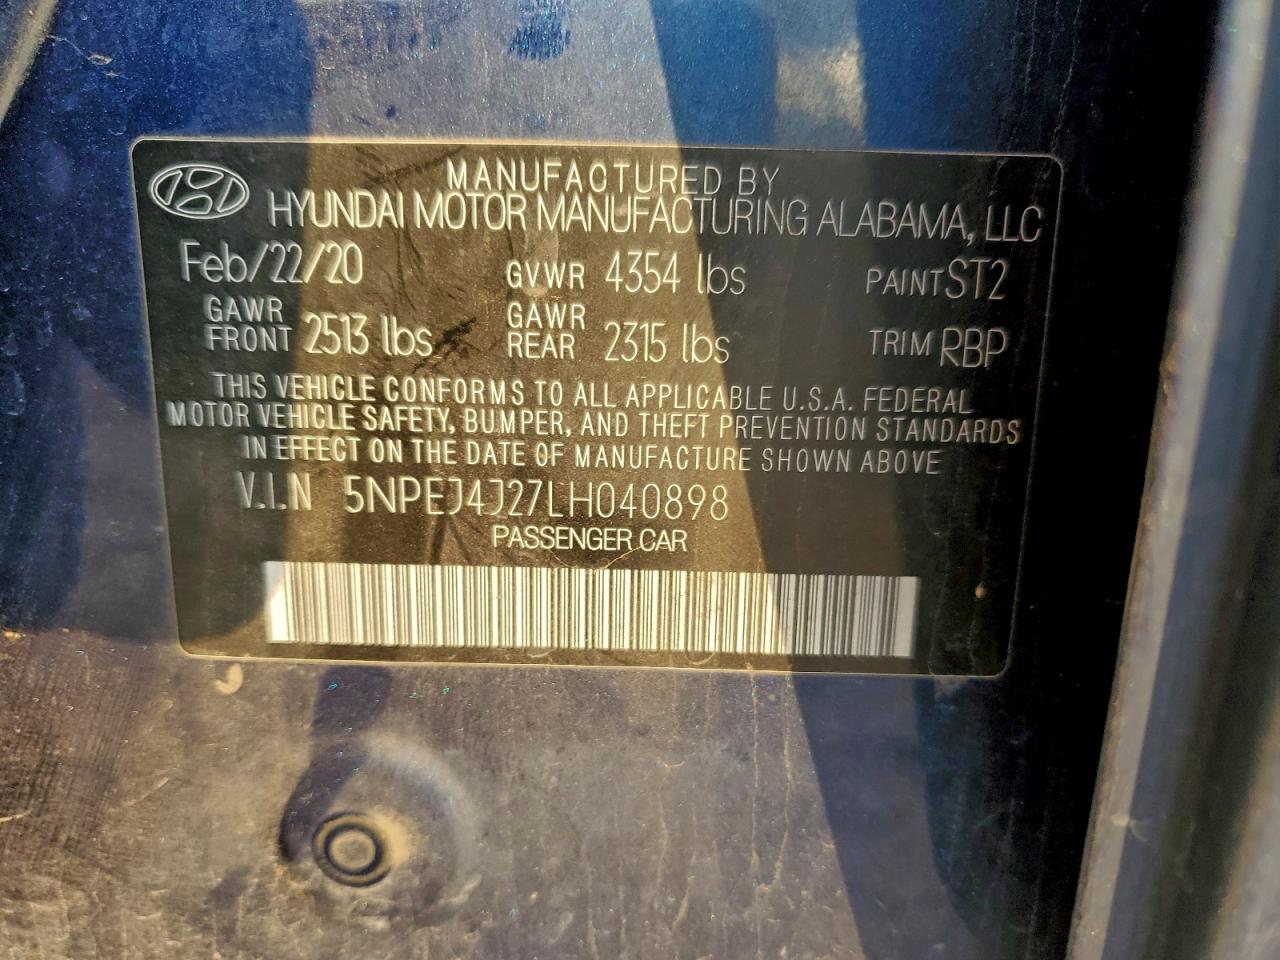 MANUFACTURED BY
HYUNDAI MOTOR MANUFACTURING ALABAMA, LLC
Feb/22/20 GVWR 4354 lbs PAINT ST2
GAWR FRONT 2513 lbs GAWR REAR 2315 lbs TRIM RBP
THIS VEHICLE CONFORMS TO ALL APPLICABLE U.S.A. FEDERAL
MOTOR VEHICLE SAFETY, BUMPER, AND THEFT PREVENTION STANDARDS
IN EFFECT ON THE DATE OF MANUFACTURE SHOWN ABOVE
V.I.N 5NPEJ4J27LH040898
PASSENGER CAR